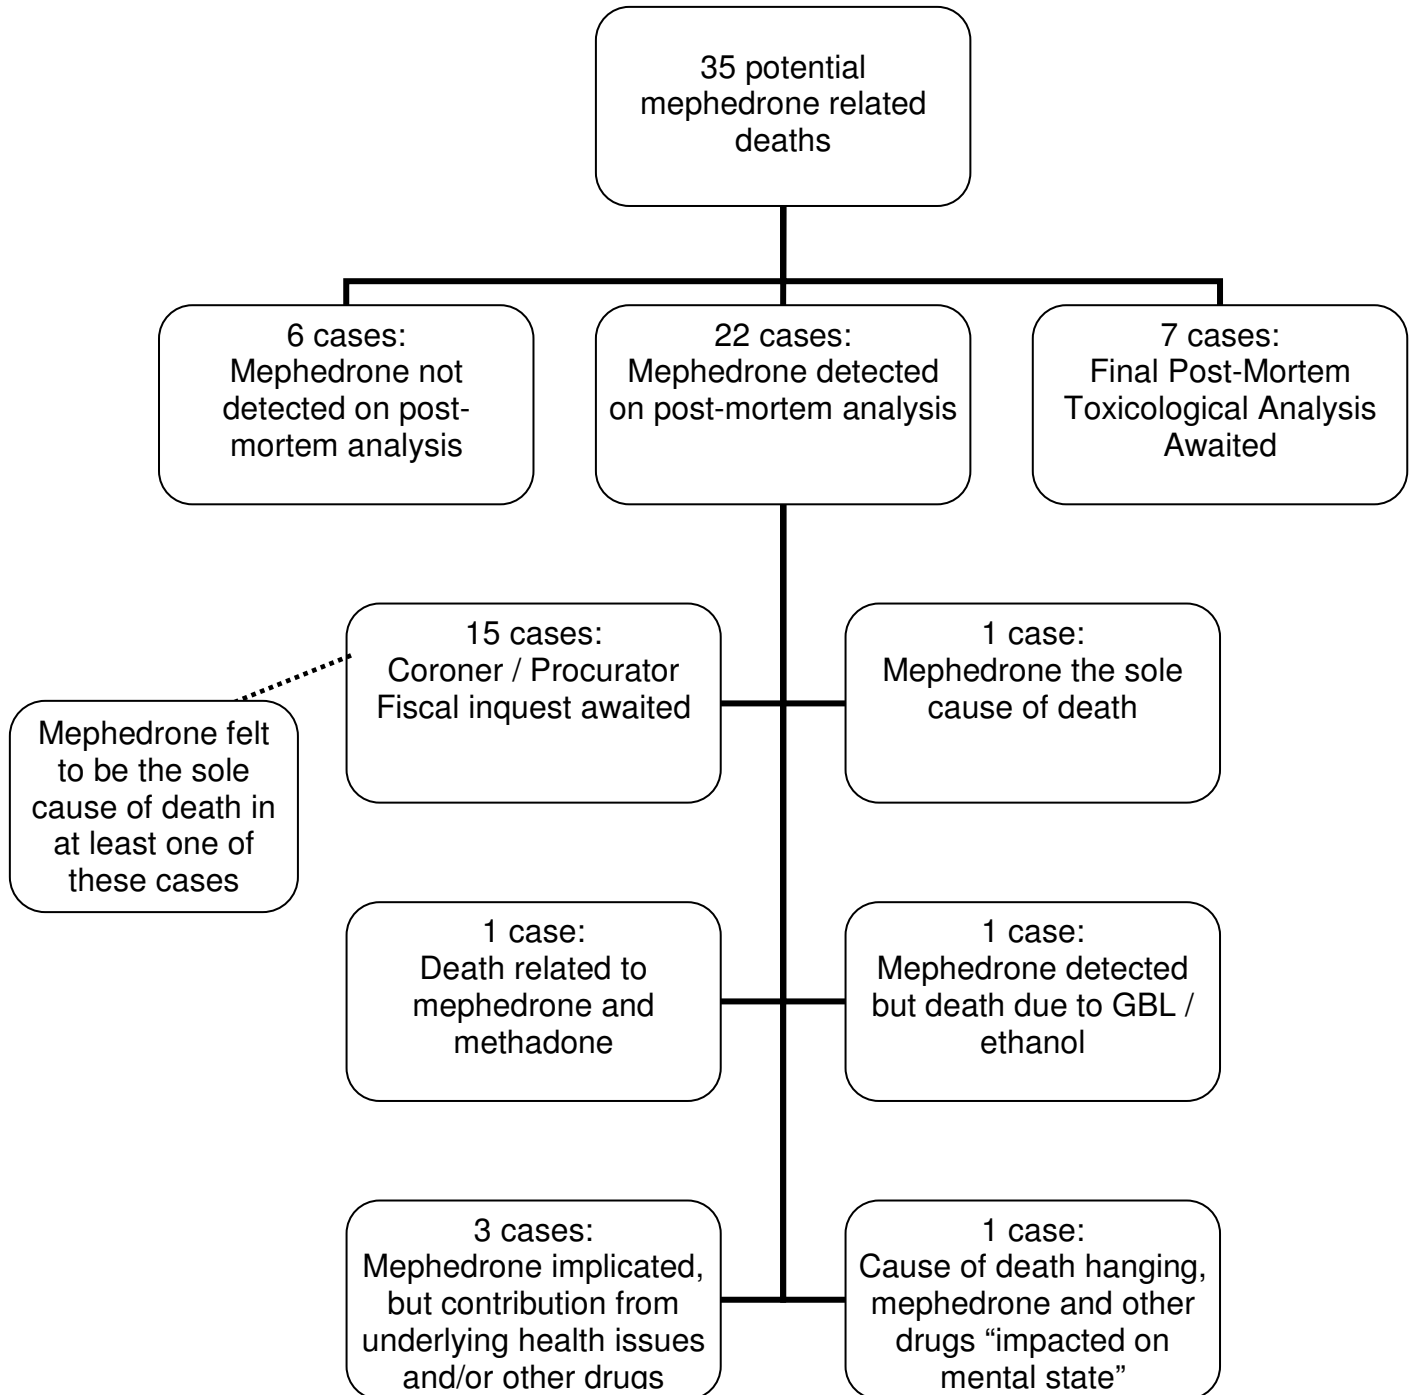 35 potential
mephedrone related
deaths
6 cases:
Mephedrone not
detected on post-
mortem analysis
22 cases:
Mephedrone detected
on post-mortem analysis
7 cases:
Final Post-Mortem
Toxicological Analysis
Awaited
15 cases:
Coroner / Procurator
Fiscal inquest awaited
1 case:
Mephedrone the sole
cause of death
Mephedrone felt
to be the sole
cause of death in
at least one of
these cases
1 case:
Death related to
mephedrone and
methadone
1 case:
Mephedrone detected
but death due to GBL /
ethanol
3 cases:
Mephedrone implicated,
but contribution from
underlying health issues
and/or other drugs
1 case:
Cause of death hanging,
mephedrone and other
drugs “impacted on
mental state”